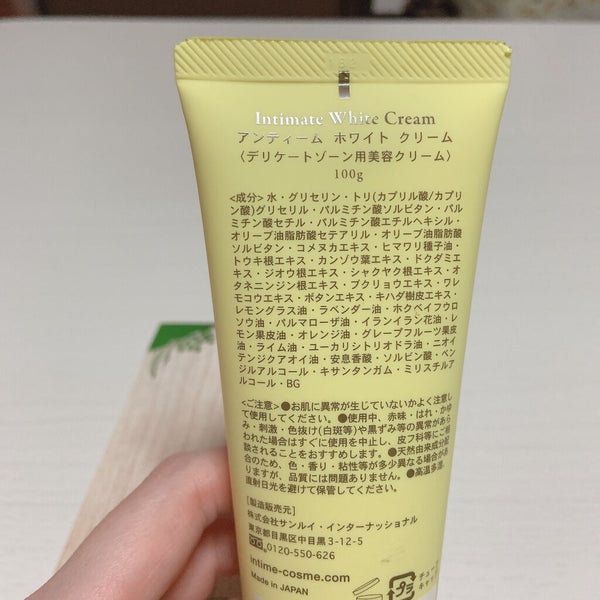 Intimate White Cream
アンティーム ホワイト クリーム
〈デリケートゾーン用美容クリーム〉
100g
<成分> 水・グリセリン・トリ(カプリル酸/カプリ
ン酸)グリセリル・パルミチン酸ソルビタン・パル
ミチン酸セチル・パルミチン酸エチルヘキシル・
オリーブ油脂肪酸セテアリル・オリーブ油脂肪酸
ソルビタン・コメヌカエキス・ヒマワリ種子油・
トウキ根エキス・カンゾウ葉エキス・ドクダミエ
キス・ジオウ根エキス・シャクヤク根エキス・オ
タネニンジン根エキス・ブクリョウエキス・ワレ
モコウエキス・ボタンエキス・キハダ樹皮エキス・
レモングラス油・ラベンダー油・ホクベイフウロ
ソウ油・パルマローザ油・イランイラン花油・レ
モン果皮油・オレンジ油・グレープフルーツ果皮
油・ライム油・ユーカリシトリオドラ油・ニオイ
テンジクアオイ油・安息香酸・ソルビン酸・ベン
ジルアルコール・キサンタンガム・ミリスチルア
ルコール・BG
<ご注意> ●お肌に異常が生じていないかよく注意し
て使用してください。●使用中、赤味・はれ・かゆ
み・刺激・色抜け(白斑等)や黒ずみ等の異常があら
われた場合はすぐに使用を中止し、皮フ科等にご相
談されることをおすすめします。●天然由来成分配
合のため、色・香り・粘性等が多少異なる場合があ
りますが、品質には問題ありません。●高温多湿、
直射日光を避けて保管してください。
[製造販売元]
株式会社サンルイ・インターナッショナル
東京都目黒区中目黒3-12-5
0120-550-626
intime-cosme.com
Made in JAPAN
チューブ
キャッ